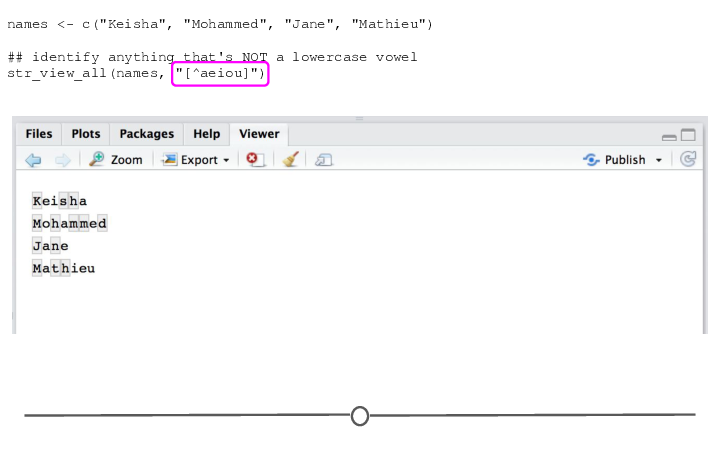 names <- c("Keisha", "Mohammed", "Jane", "Mathieu")
## identify anything that's NOT a lowercase vowel
str_view_all(names, "[^aeiou]")
Files Plots Packages Help Viewer
Zoom Export Publish
Keisha
Mohammed
Jane
Mathieu